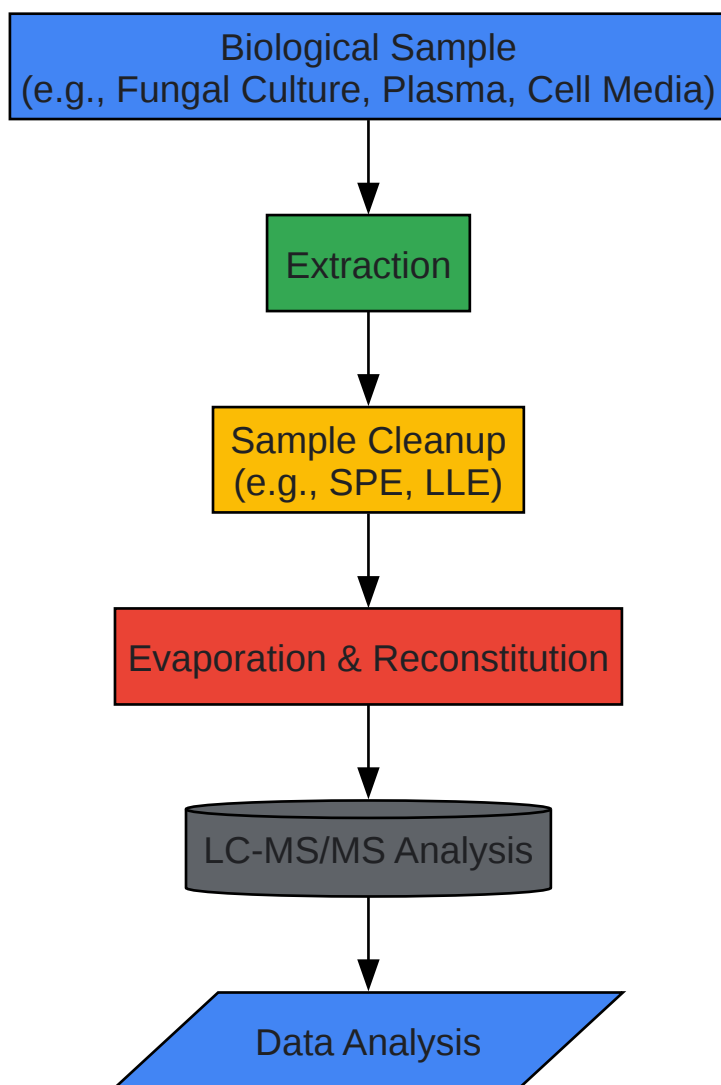 Biological Sample
(e.g., Fungal Culture, Plasma, Cell Media)
Extraction
Sample Cleanup
(e.g., SPE, LLE)
Evaporation & Reconstitution
LC-MS/MS Analysis
Data Analysis